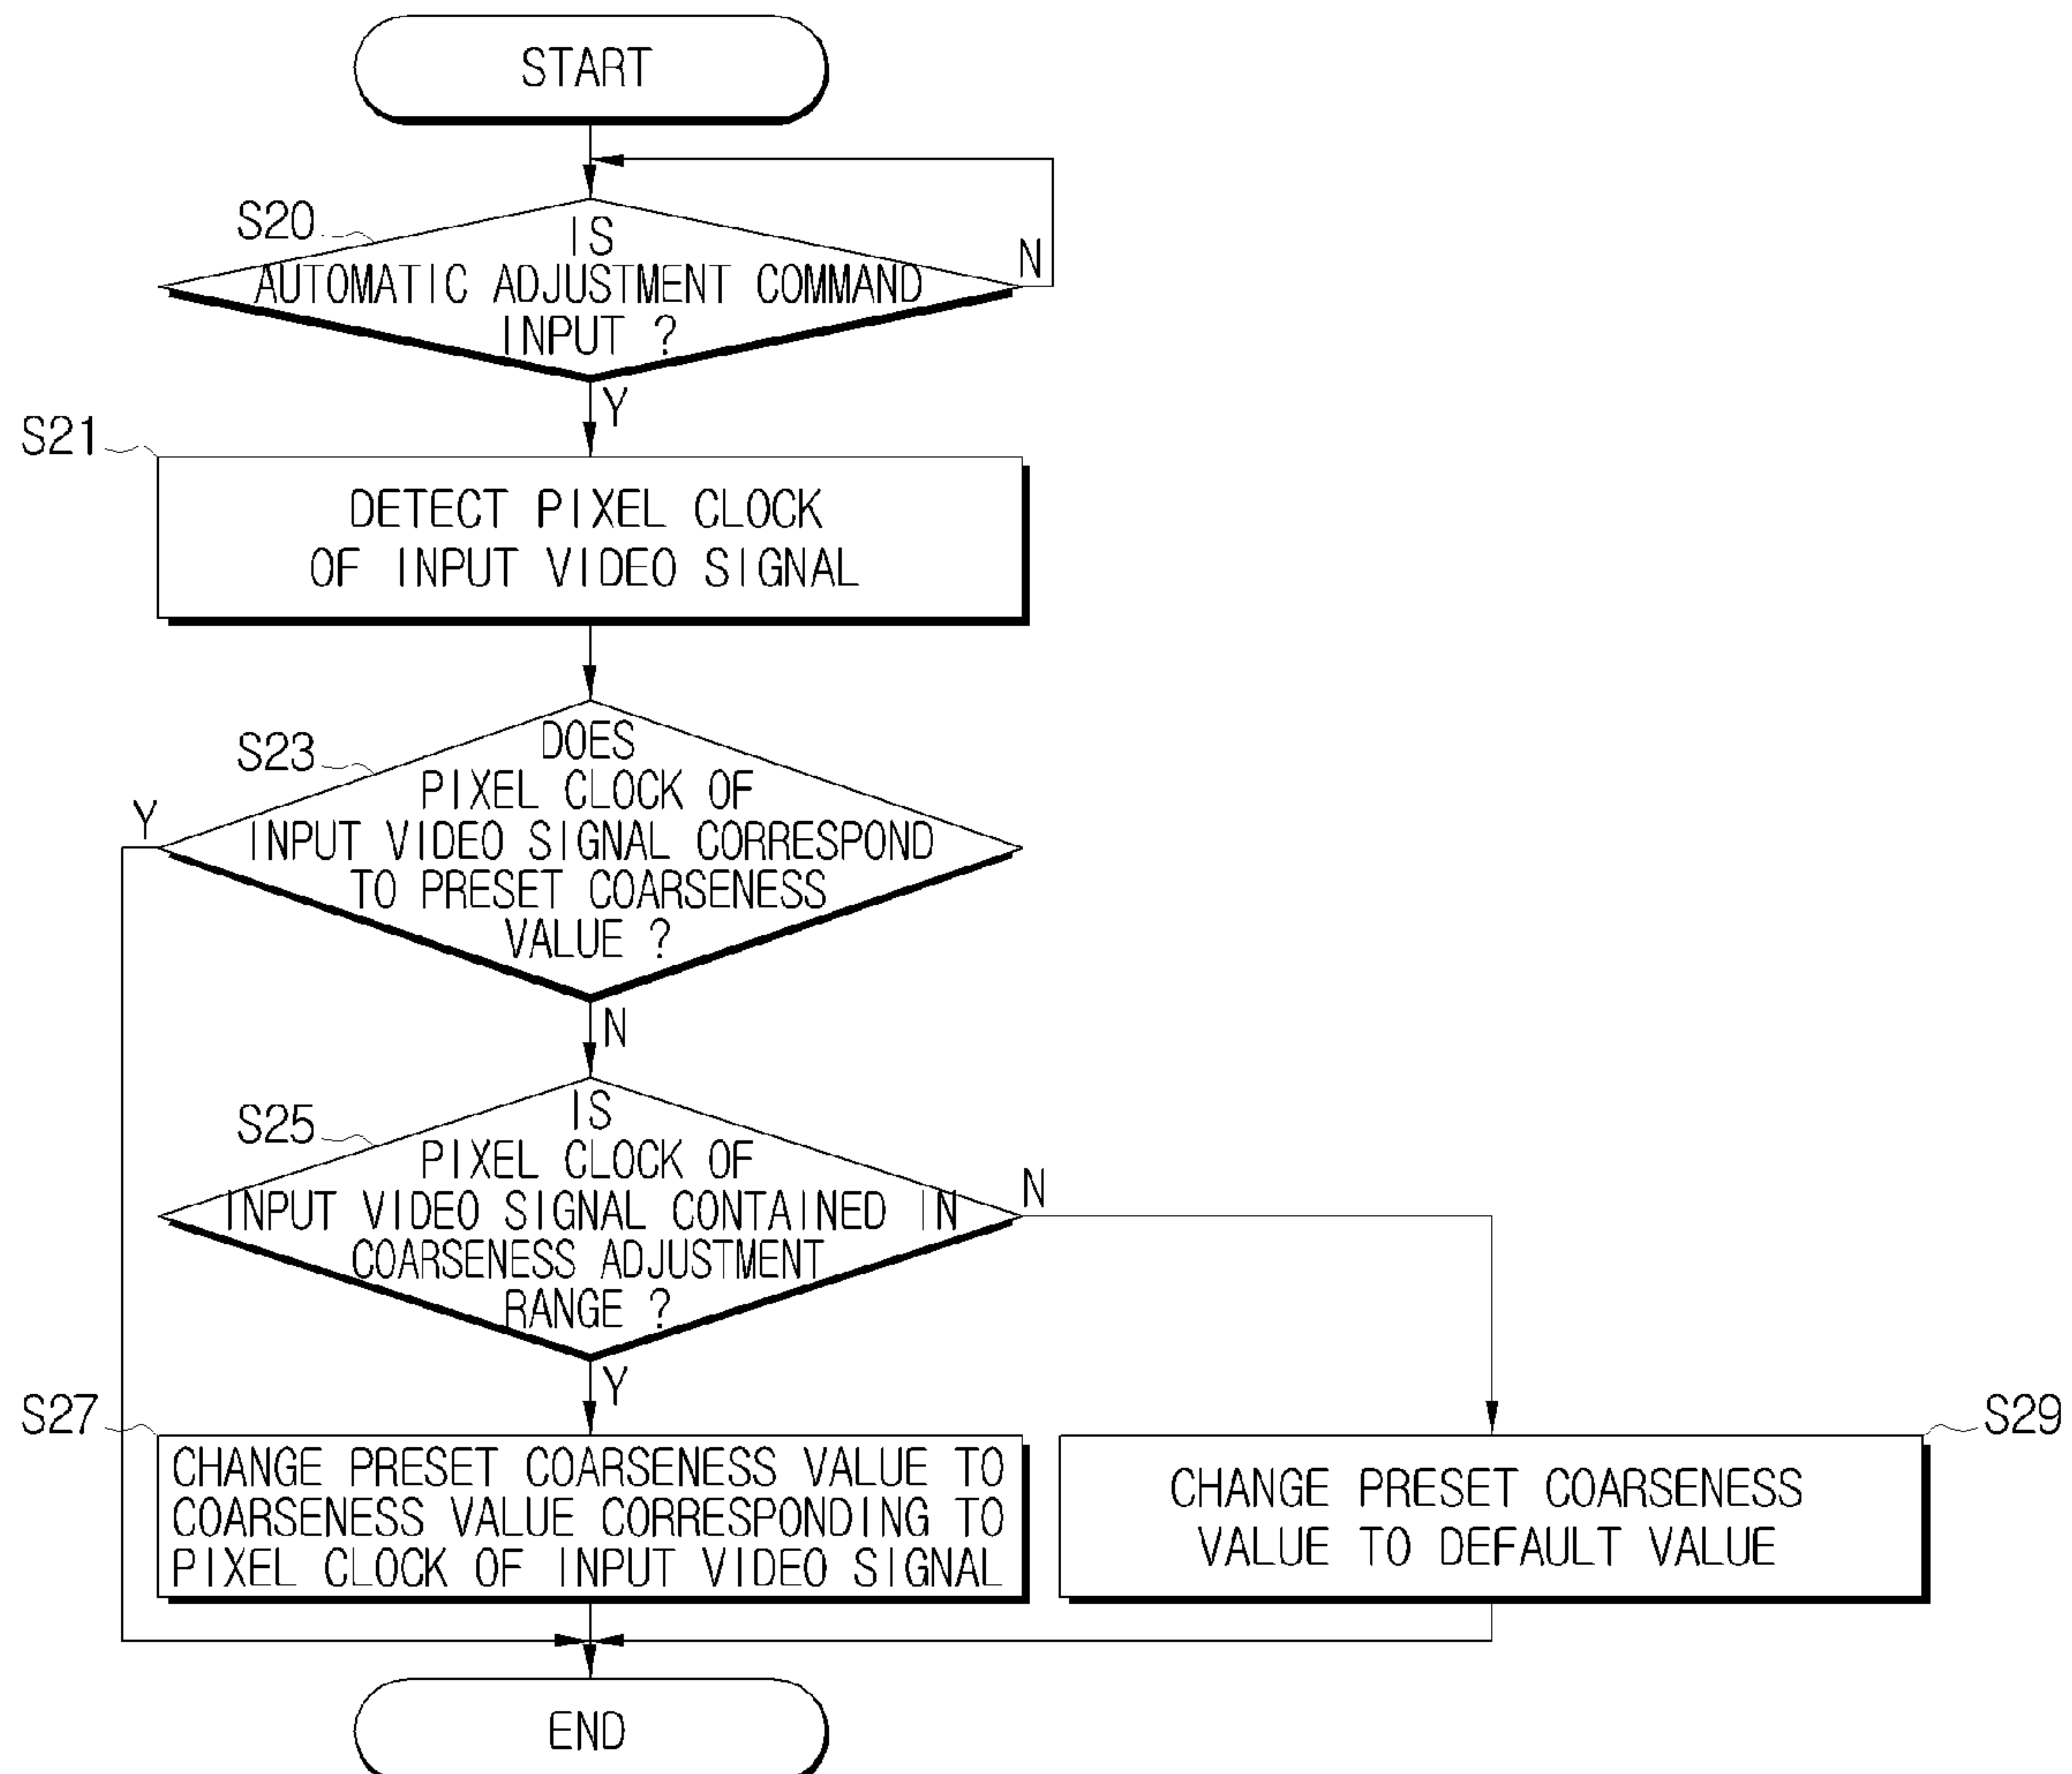 START
S20
IS
AUTOMATIC ADJUSTMENT COMMAND
INPUT ?
N
Y
S21
DETECT PIXEL CLOCK
OF INPUT VIDEO SIGNAL
S23
DOES
PIXEL CLOCK OF
INPUT VIDEO SIGNAL CORRESPOND
TO PRESET COARSENESS
VALUE ?
Y
N
S25
IS
PIXEL CLOCK OF
INPUT VIDEO SIGNAL CONTAINED IN
COARSENESS ADJUSTMENT
RANGE ?
N
Y
S27
CHANGE PRESET COARSENESS VALUE TO
COARSENESS VALUE CORRESPONDING TO
PIXEL CLOCK OF INPUT VIDEO SIGNAL
S29
CHANGE PRESET COARSENESS
VALUE TO DEFAULT VALUE
END